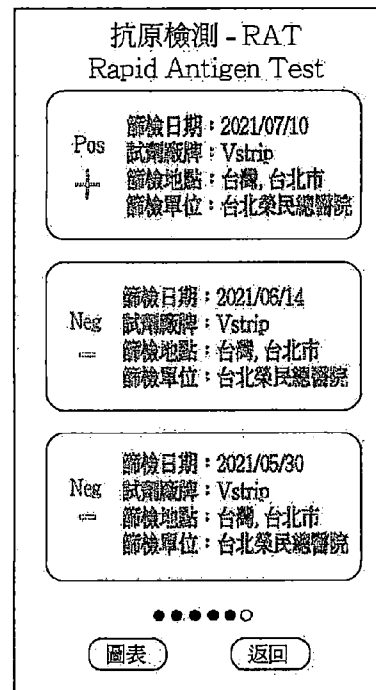 抗原檢測 - RAT
Rapid Antigen Test
Pos
+
篩檢日期：2021/07/10
試劑廠牌：Vstrip
篩檢地點：台灣, 台北市
篩檢單位：台北榮民總醫院
Neg
篩檢日期：2021/06/14
試劑廠牌：Vstrip
篩檢地點：台灣, 台北市
篩檢單位：台北榮民總醫院
Neg
篩檢日期：2021/05/30
試劑廠牌：Vstrip
篩檢地點：台灣, 台北市
篩檢單位：台北榮民總醫院
圖表
返回